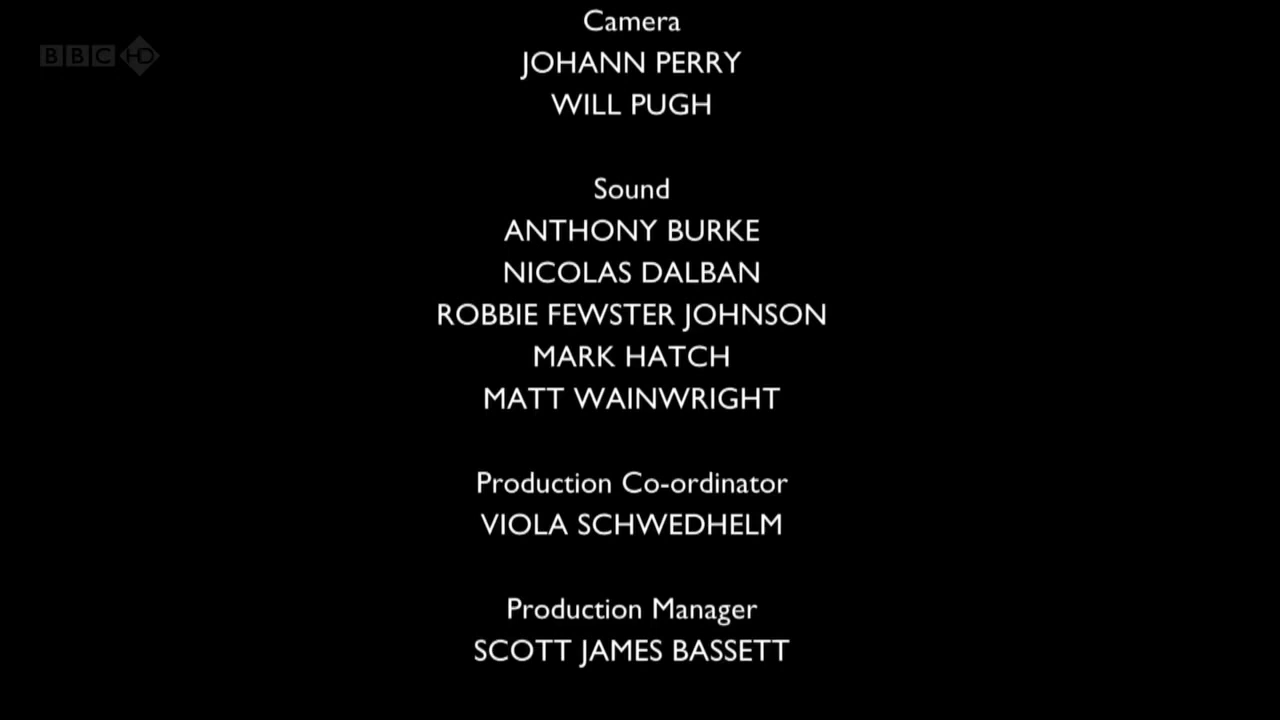 BBC HD
Camera
JOHANN PERRY
WILL PUGH
Sound
ANTHONY BURKE
NICOLAS DALBAN
ROBBIE FEWSTER JOHNSON
MARK HATCH
MATT WAINWRIGHT
Production Co-ordinator
VIOLA SCHWEDHELM
Production Manager
SCOTT JAMES BASSETT